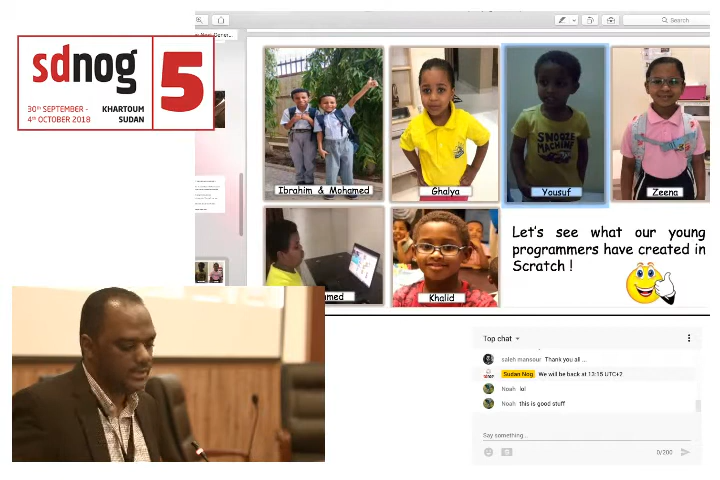 Search
sdnog 5
30th SEPTEMBER -
4th OCTOBER 2018
KHARTOUM
SUDAN
SNOOZE
MACHINE
Ibrahim & Mohamed
Ghalya
Yousuf
Zeena
Khalid
Let's see what our young
programmers have created in
Scratch !
Top chat
saleh mansour Thank you all ...
Sudan Nog We will be back at 13:15 UTC+2
Noah lol
Noah this is good stuff
Say something...
0/200